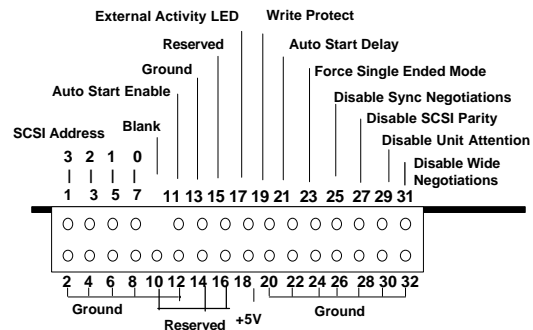 External Activity LED Write Protect
Reserved Auto Start Delay
Ground Force Single Ended Mode
Auto Start Enable Disable Sync Negotiations
SCSI Address Blank Disable SCSI Parity
Disable Unit Attention
3 2 1 0 Disable Wide
Negotiations
1 3 5 7 11 13 15 17 19 21 23 25 27 29 31
2 4 6 8 10 12 14 16 18 20 22 24 26 28 30 32
Ground Reserved +5V Ground